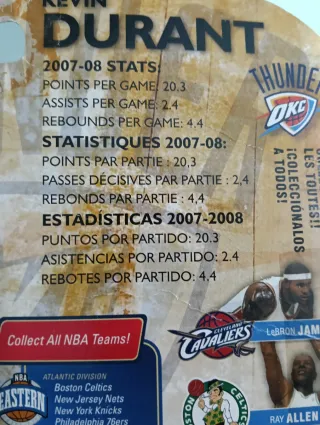 KEVIN
DURANT
2007-08 STATS:
POINTS PER GAME: 20.3
ASSISTS PER GAME: 2.4
REBOUNDS PER GAME: 4.4
STATISTIQUES 2007-08:
POINTS PAR PARTIE : 20,3
PASSES DÉCISIVES PAR PARTIE : 2,4
REBONDS PAR PARTIE : 4,4
ESTADÍSTICAS 2007-2008
PUNTOS POR PARTIDO: 20.3
ASISTENCIAS POR PARTIDO: 2.4
REBOTES POR PARTIDO: 4.4
THUNDER
OKC
LES TOUTES!
¡COLECCIÓNALOS
A TODOS!
Collect All NBA Teams!
CLEVELAND
CAVALIERS
LEBRON JAM
NBA
EASTERN
ATLANTIC DIVISION
Boston Celtics
New Jersey Nets
New York Knicks
Philadelphia 76ers
BOSTON
CELTICS
RAY ALLEN